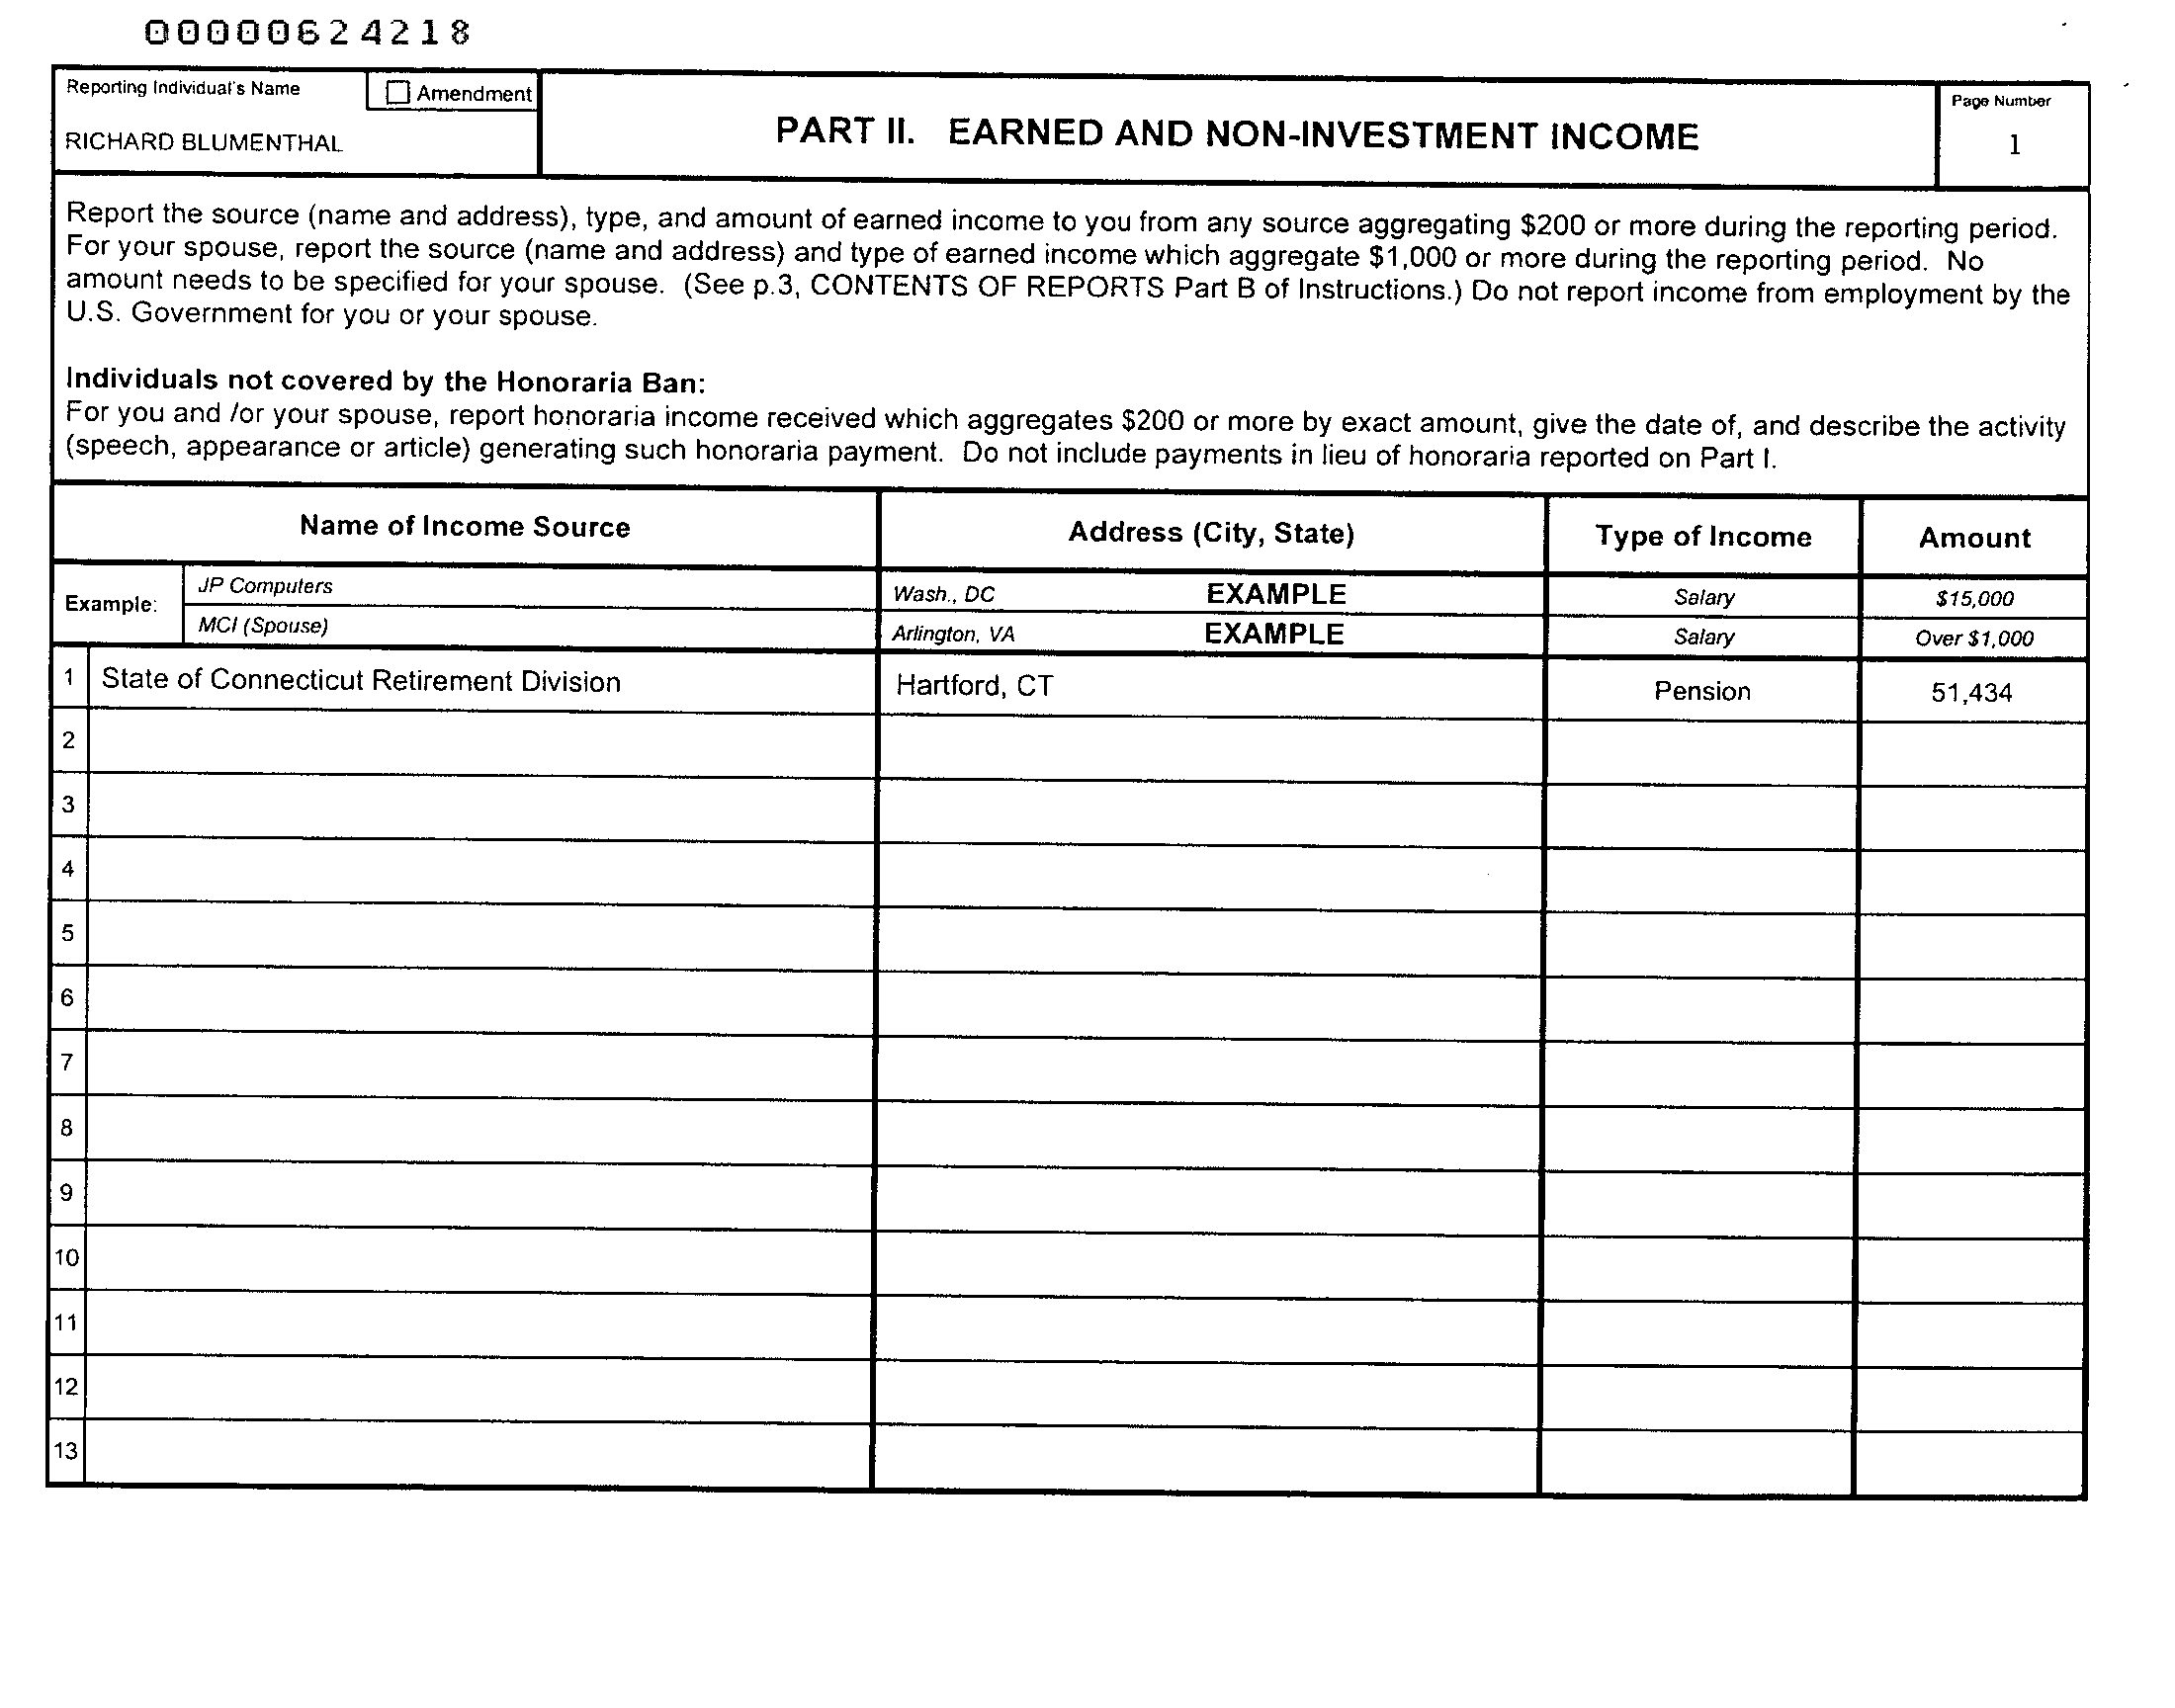 00000624218
Reporting Individual's Name
Amendment
RICHARD BLUMENTHAL
PART II. EARNED AND NON-INVESTMENT INCOME
Page Number
1
Report the source (name and address), type, and amount of earned income to you from any source aggregating $200 or more during the reporting period.
For your spouse, report the source (name and address) and type of earned income which aggregate $1,000 or more during the reporting period. No
amount needs to be specified for your spouse. (See p.3, CONTENTS OF REPORTS Part B of Instructions.) Do not report income from employment by the
U.S. Government for you or your spouse.
Individuals not covered by the Honoraria Ban:
For you and /or your spouse, report honoraria income received which aggregates $200 or more by exact amount, give the date of, and describe the activity
(speech, appearance or article) generating such honoraria payment. Do not include payments in lieu of honoraria reported on Part I.
Name of Income Source Address (City, State) Type of Income Amount
Example:
JP Computers Wash., DC EXAMPLE Salary $15,000
MCI (Spouse) Arlington, VA EXAMPLE Salary Over $1,000
1 State of Connecticut Retirement Division Hartford, CT Pension 51,434
2
3
4
5
6
7
8
9
10
11
12
13